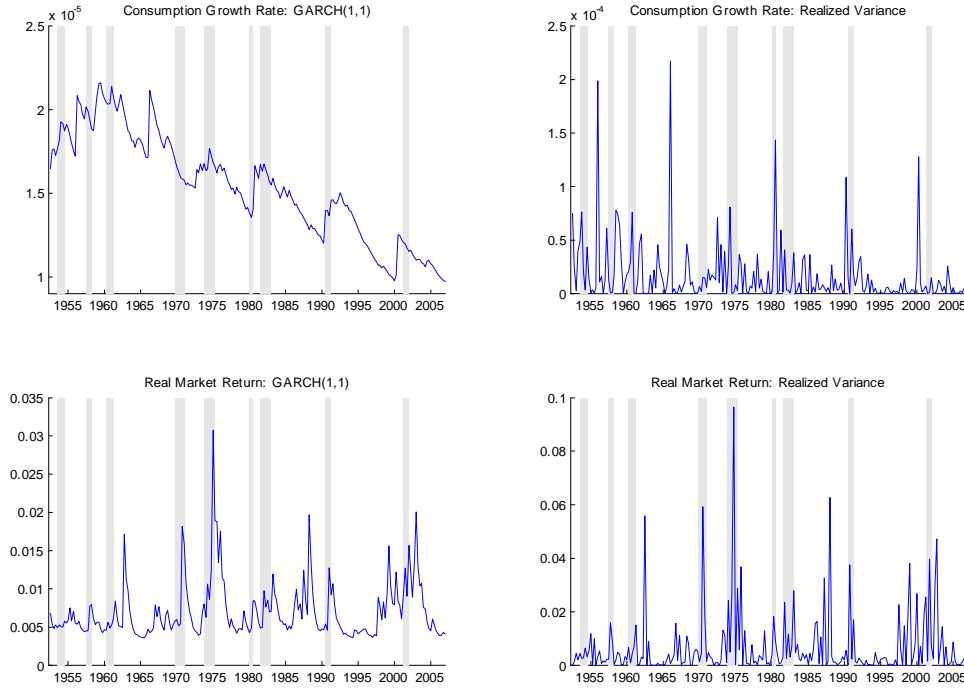 Consumption Growth Rate: GARCH(1,1)
x 10⁻⁵
2.5
2
1.5
1
1955 1960 1965 1970 1975 1980 1985 1990 1995 2000 2005
Consumption Growth Rate: Realized Variance
x 10⁻⁴
2.5
2
1.5
1
0.5
0
1955 1960 1965 1970 1975 1980 1985 1990 1995 2000 2005
Real Market Return: GARCH(1,1)
0.035
0.03
0.025
0.02
0.015
0.01
0.005
0
1955 1960 1965 1970 1975 1980 1985 1990 1995 2000 2005
Real Market Return: Realized Variance
0.1
0.08
0.06
0.04
0.02
0
1955 1960 1965 1970 1975 1980 1985 1990 1995 2000 2005